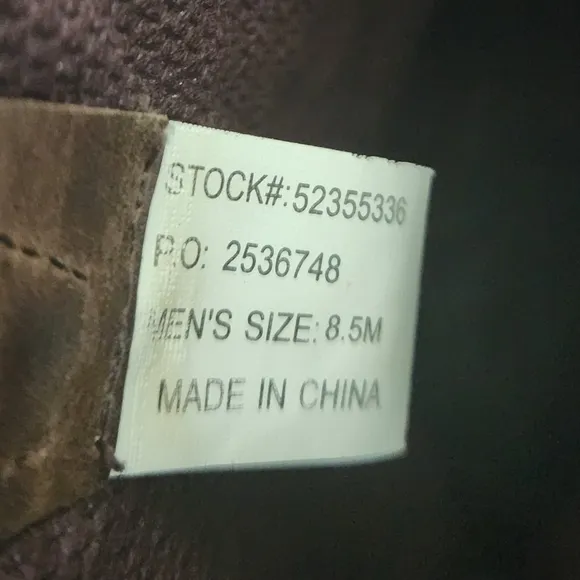 STOCK#:52355336
P.O: 2536748
MEN'S SIZE: 8.5M
MADE IN CHINA